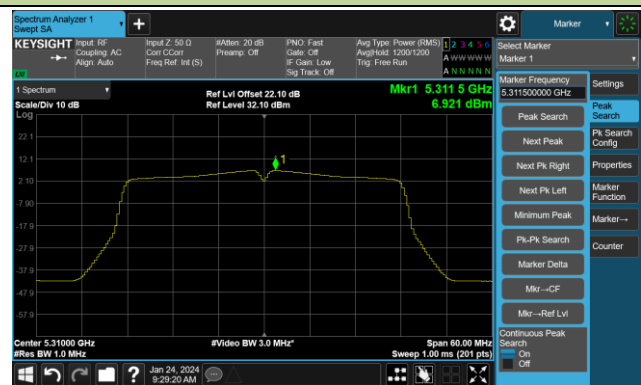 Spectrum Analyzer 1
Swept SA
Marker
KEYSIGHT
Input: RF
Coupling: AC
Align: Auto
Input Z: 50 Ω
Corr CCorr
Freq Ref: Int (S)
#Atten: 20 dB
Preamp: Off
PNO: Fast
Gate: Off
IF Gain: Low
Sig Track: Off
Avg Type: Power (RMS)
Avg|Hold: 1200/1200
Trig: Free Run
1 2 3 4 5 6
A W W W W W
A N N N N N
Select Marker
Marker 1
1 Spectrum
Scale/Div 10 dB
Ref Lvl Offset 22.10 dB
Ref Level 32.10 dBm
Mkr1 5.311 5 GHz
6.921 dBm
Log
22.1
12.1
2.10
-7.90
-17.9
-27.9
-37.9
-47.9
-57.9
1
Center 5.31000 GHz
#Res BW 1.0 MHz
#Video BW 3.0 MHz*
Span 60.00 MHz
Sweep 1.00 ms (201 pts)
Marker Frequency
5.311500000 GHz
Peak Search
Next Peak
Next Pk Right
Next Pk Left
Minimum Peak
Pk-Pk Search
Marker Delta
Mkr→CF
Mkr→Ref Lvl
Continuous Peak
Search
On
Off
Settings
Peak
Search
Pk Search
Config
Properties
Marker
Function
Marker→
Counter
Jan 24, 2024
9:29:20 AM